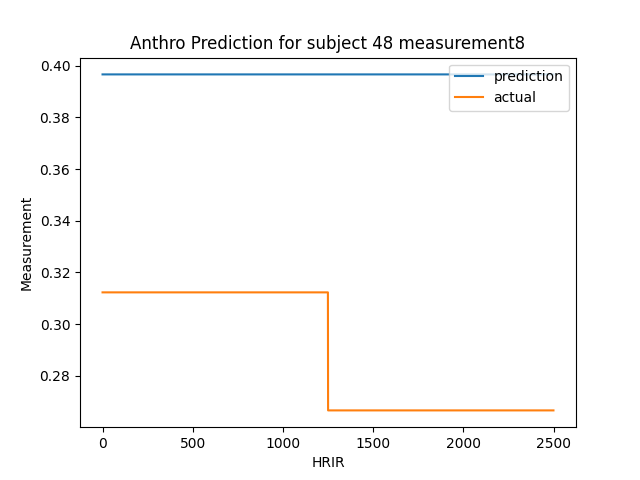 Anthro Prediction for subject 48 measurement8
0.40
0.38
0.36
0.34
0.32
0.30
0.28
Measurement
prediction
actual
0 500 1000 1500 2000 2500
HRIR